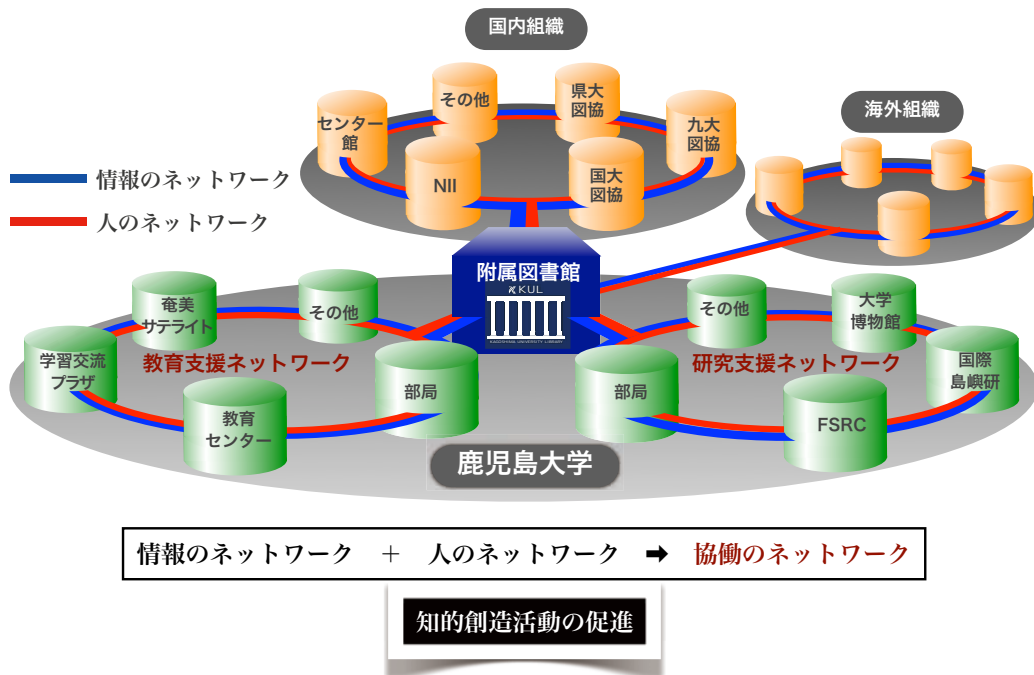 国内組織
その他
県大
図協
センター
館
九大
図協
NII
国大
図協
海外組織
情報のネットワーク
人のネットワーク
附属図書館
KUL
KAGOSHIMA UNIVERSITY LIBRARY
奄美
サテライト
その他
学習交流
プラザ
教育支援ネットワーク
教育
センター
部局
その他
大学
博物館
研究支援ネットワーク
国際
島嶼研
部局
FSRC
鹿児島大学
情報のネットワーク + 人のネットワーク ➡ 協働のネットワーク
知的創造活動の促進